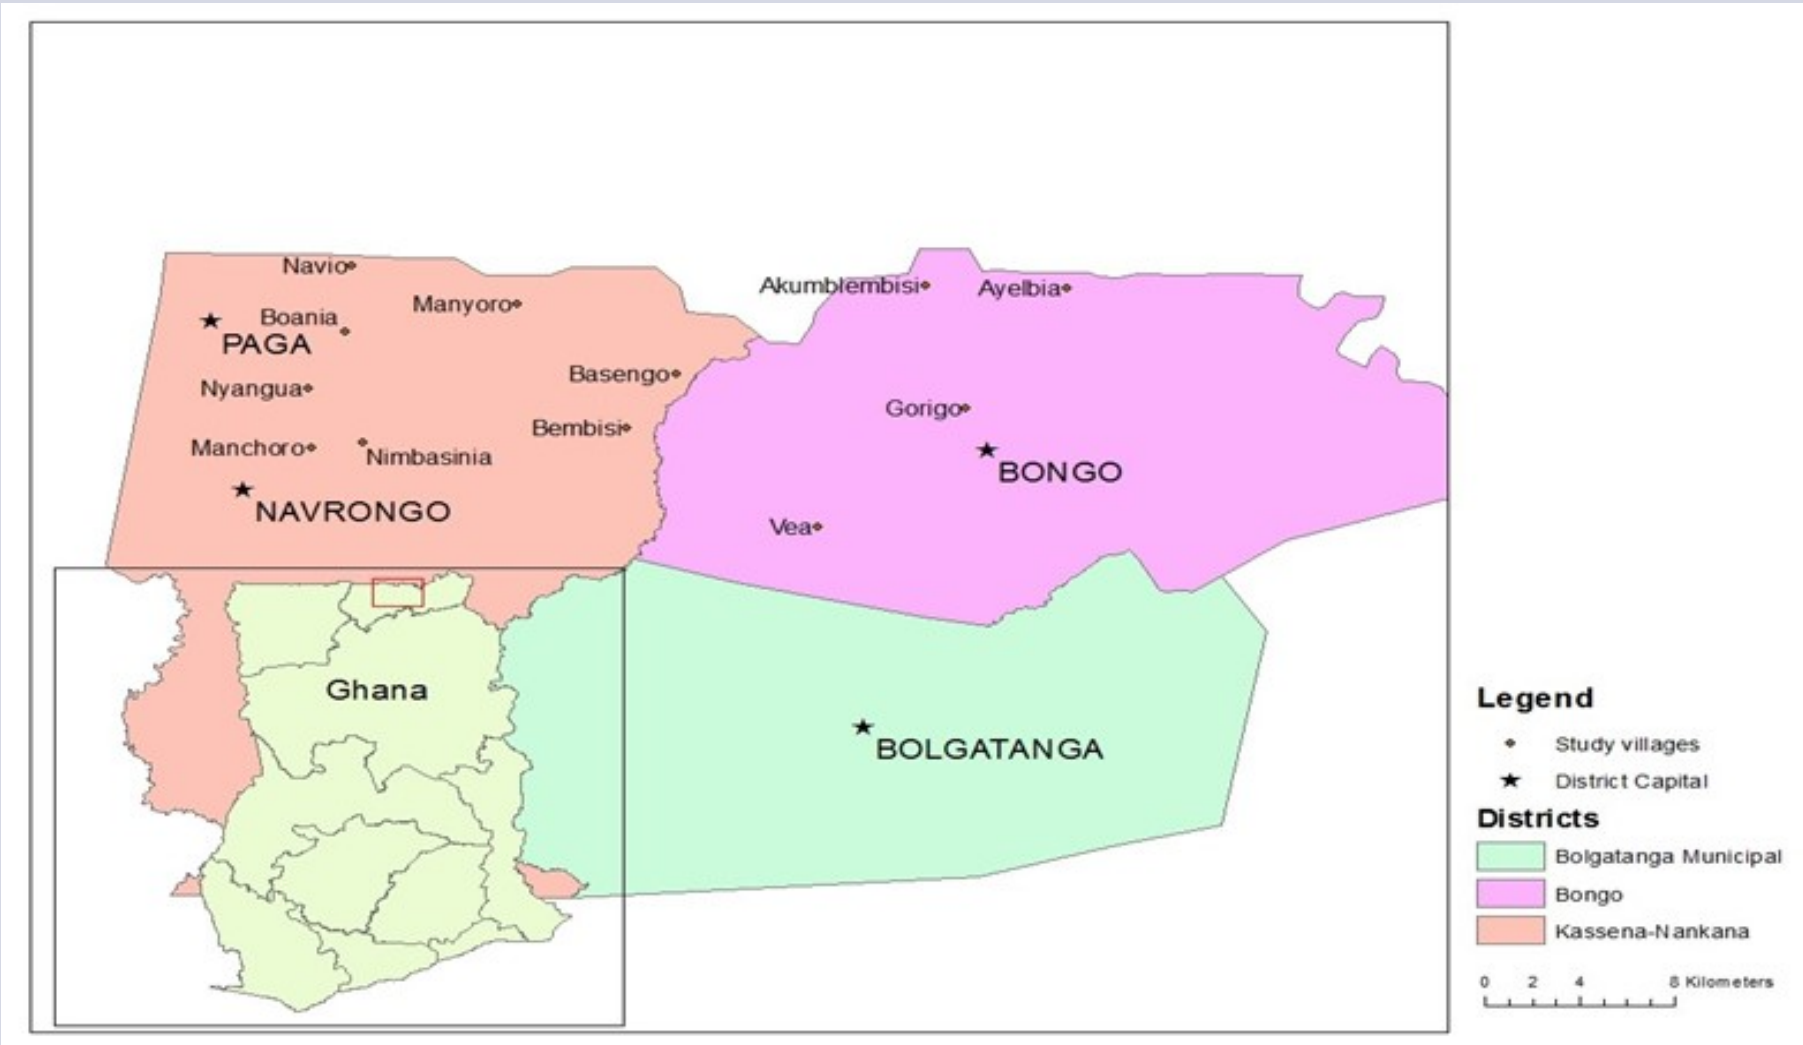 Navio
Manyoro
Boania
PAGA
Nyangua
Basengo
Bembisi
Manchoro
Nimbasinia
NAVRONGO
Akumblembisi
Ayelbia
Gorigo
BONGO
Vea
Ghana
BOLGATANGA
Legend
Study villages
District Capital
Districts
Bolgatanga Municipal
Bongo
Kassena-Nankana
0 2 4 8 Kilometers